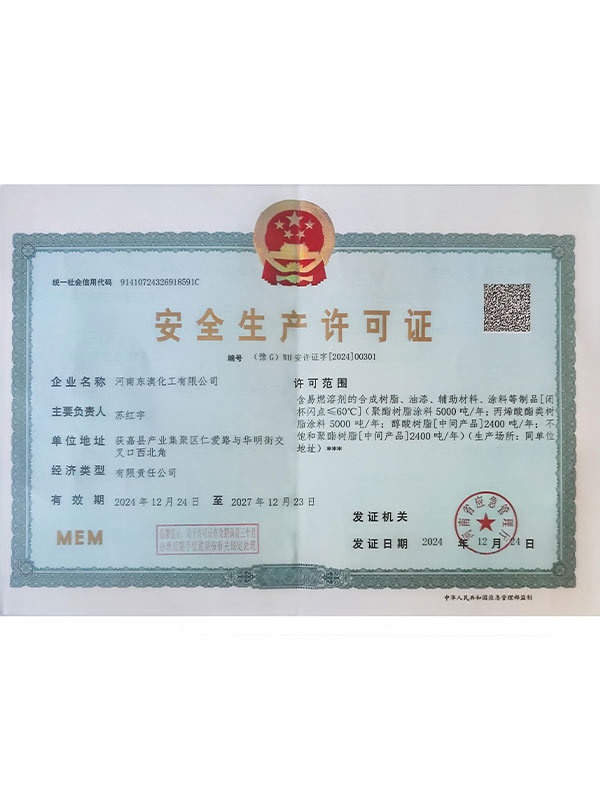 统一社会信用代码 91410724326918591C
安全生产许可证
编号 (豫G)WH安许证字[2024]00301
企业名称 河南东澳化工有限公司
主要负责人 苏红宇
单位地址 获嘉县产业集聚区仁爱路与华明街交
叉口西北角
经济类型 有限责任公司
有效期 2024年12月24日 至 2027年12月23日
MEM
许可范围
含易燃溶剂的合成树脂、油漆、辅助材料、涂料等制品[闭
杯闪点≤60℃](聚酯树脂涂料5000吨/年;丙烯酸酯类树
脂涂料5000吨/年;醇酸树脂[中间产品]2400吨/年;不
饱和聚酯树脂[中间产品]2400吨/年)(生产场所:同单位
地址)***
发证机关
河南省应急管理厅
发证日期 2024 年 12 月 24 日
中华人民共和国应急管理部监制